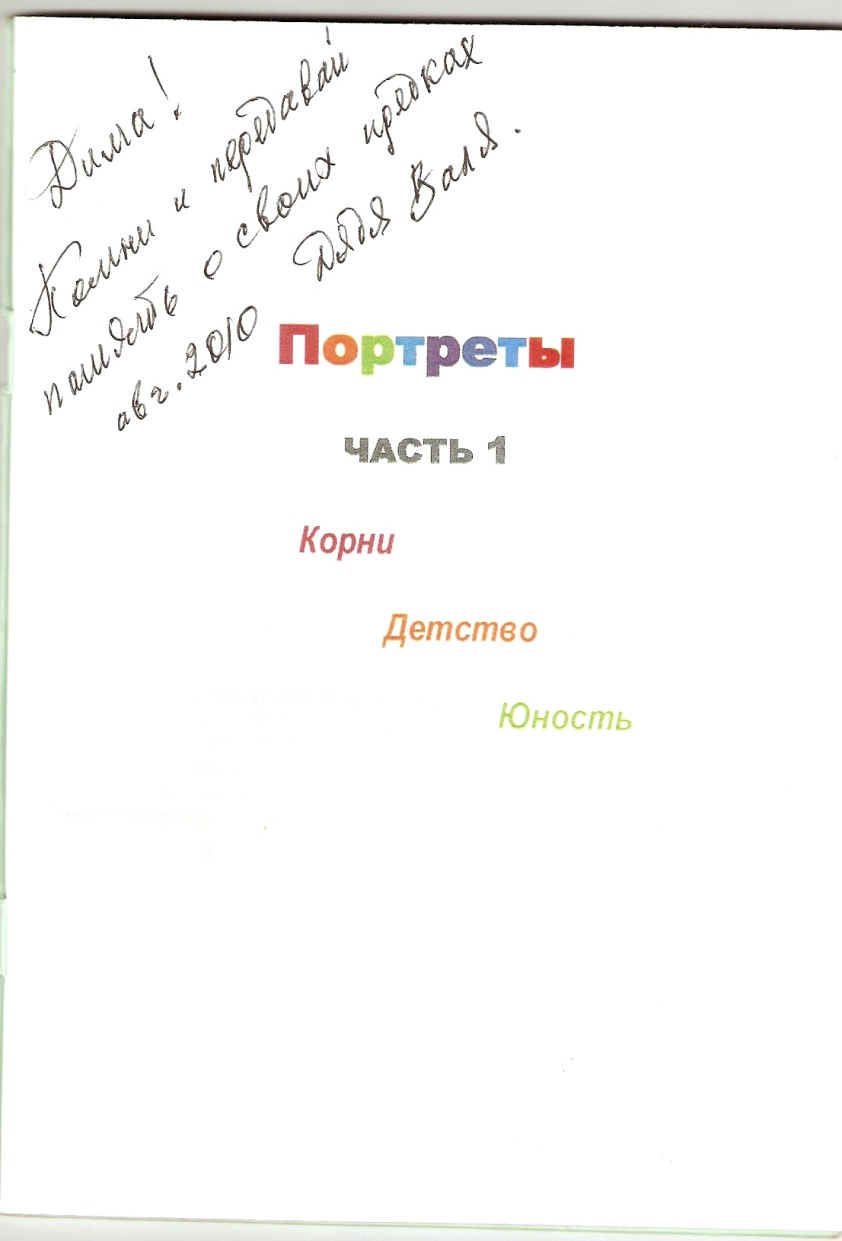 Дима!
Помни и передавай
память о своих предках
авг. 2010 Дядя Валя.
Портреты
ЧАСТЬ 1
Корни
Детство
Юность